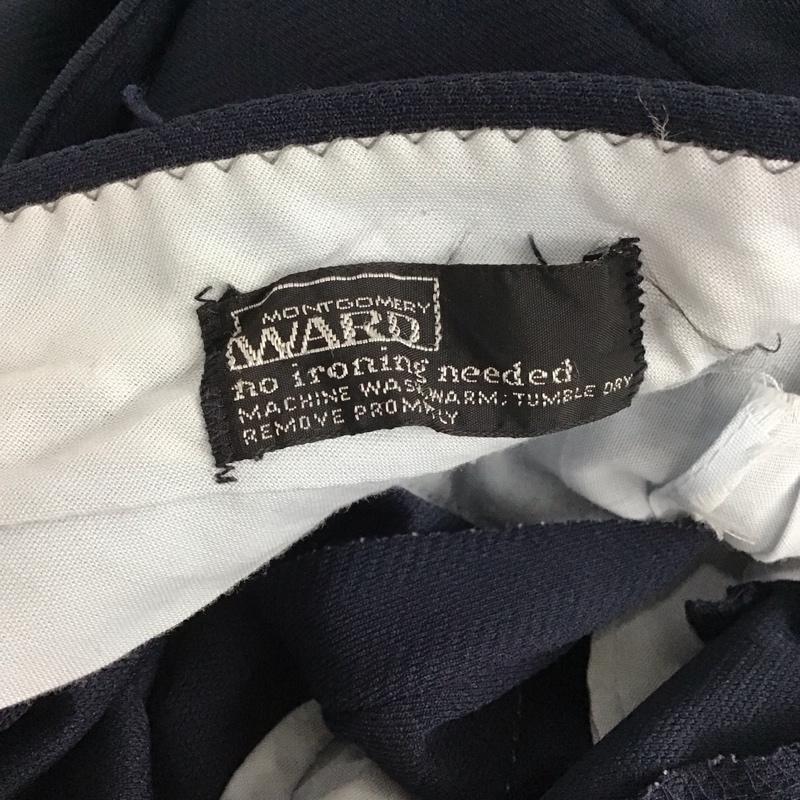 MONTGOMERY
WARD
no ironing needed
MACHINE WASH WARM; TUMBLE DRY
REMOVE PROMPTLY